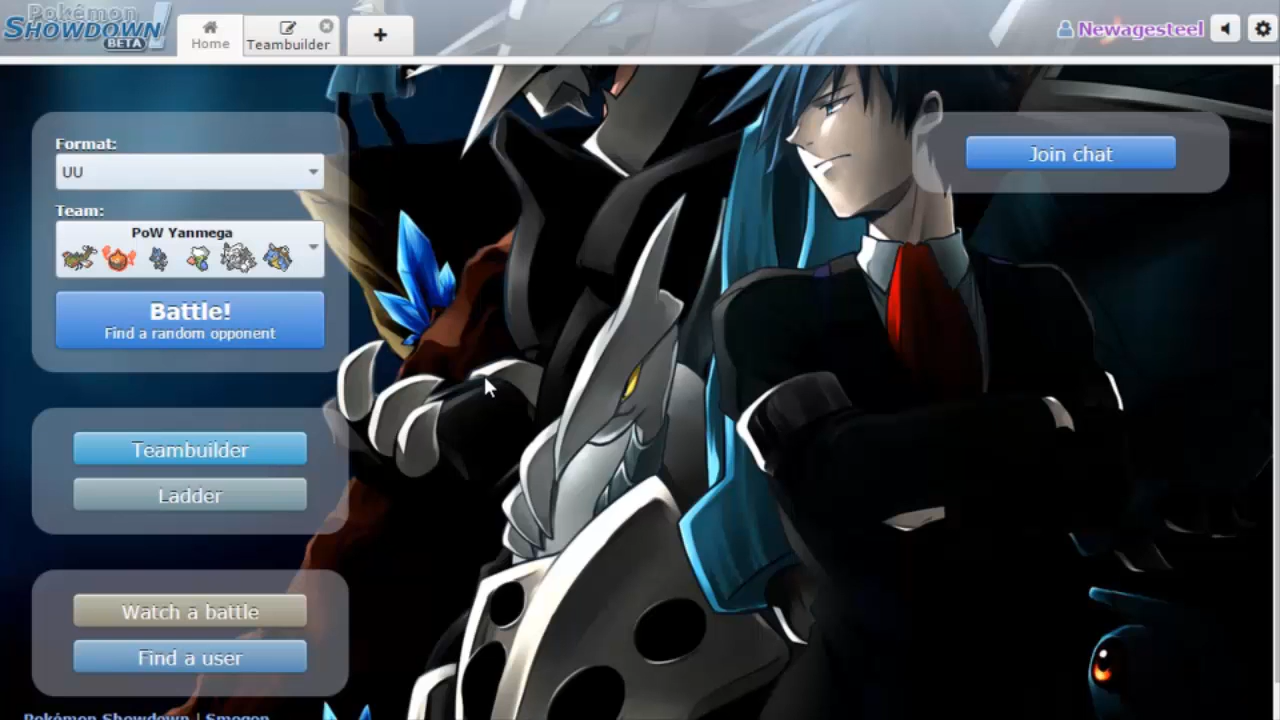 Pokémon
SHOWDOWN!
BETA
Home
Teambuilder
+
Newagesteel
Format:
UU
Team:
PoW Yanmega
Battle!
Find a random opponent
Join chat
Teambuilder
Ladder
Watch a battle
Find a user
Pokémon Showdown | Smogon